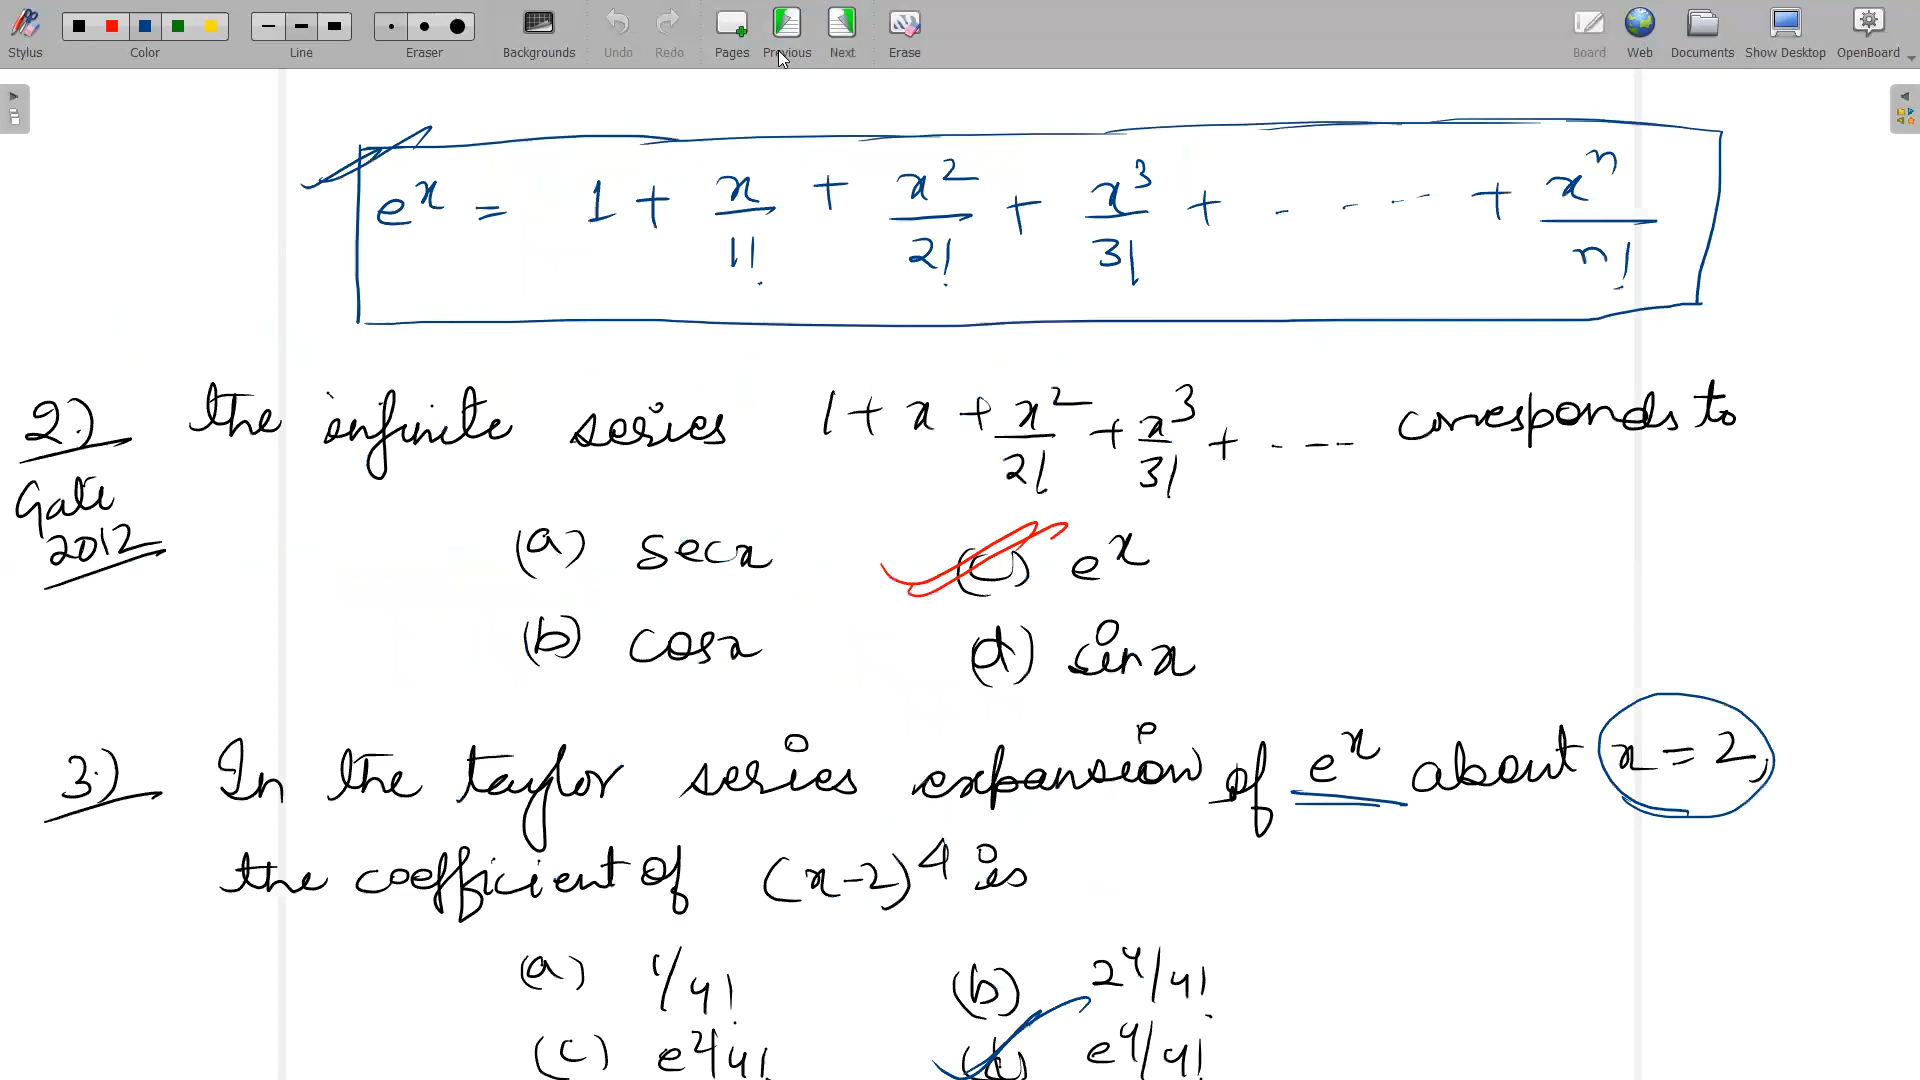 Stylus Color Line Eraser Backgrounds Undo Redo Pages Previous Next Erase Board Web Documents Show Desktop OpenBoard
e^x = 1 + x/1! + x^2/2! + x^3/3! + ..... + x^n/n!
2.) The infinite series 1 + x + x^2/2! + x^3/3! + .... corresponds to
Gate
2012
(a) secx (c) e^x
(b) cosx (d) sinx
3.) In the taylor series expansion of e^x about x = 2,
the coefficient of (x-2)^4 is
(a) 1/4! (b) 2^4/4!
(c) e^2/4! (d) e^4/4!